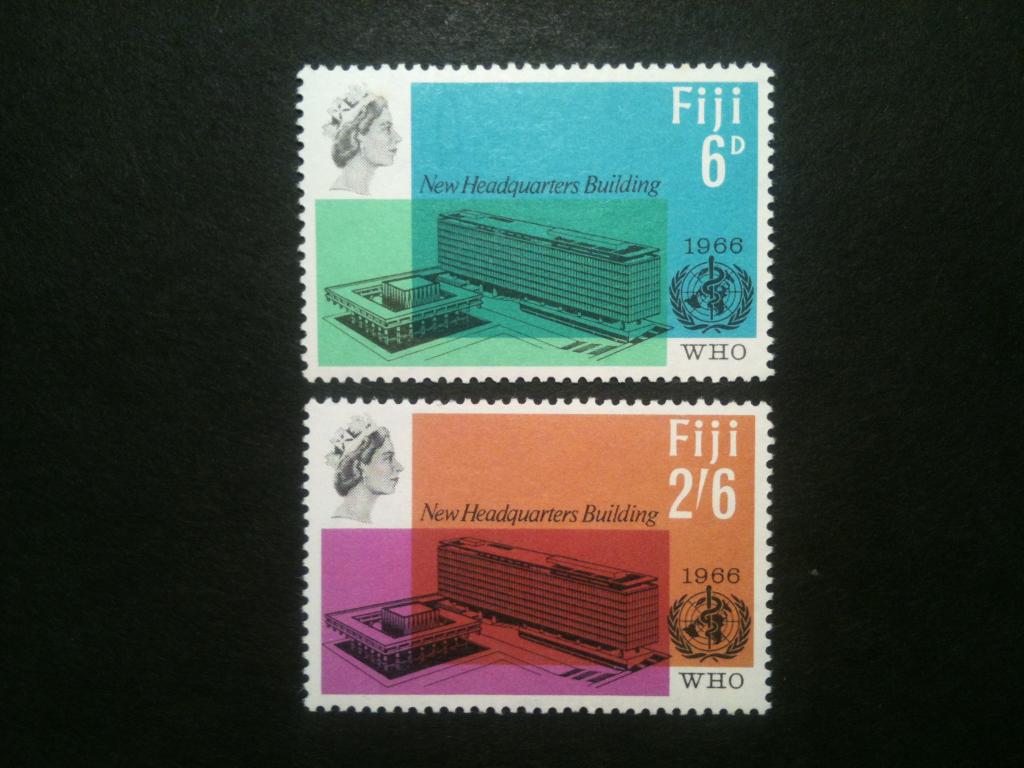 Fiji
6D
New Headquarters Building
1966
WHO
Fiji
2/6
New Headquarters Building
1966
WHO